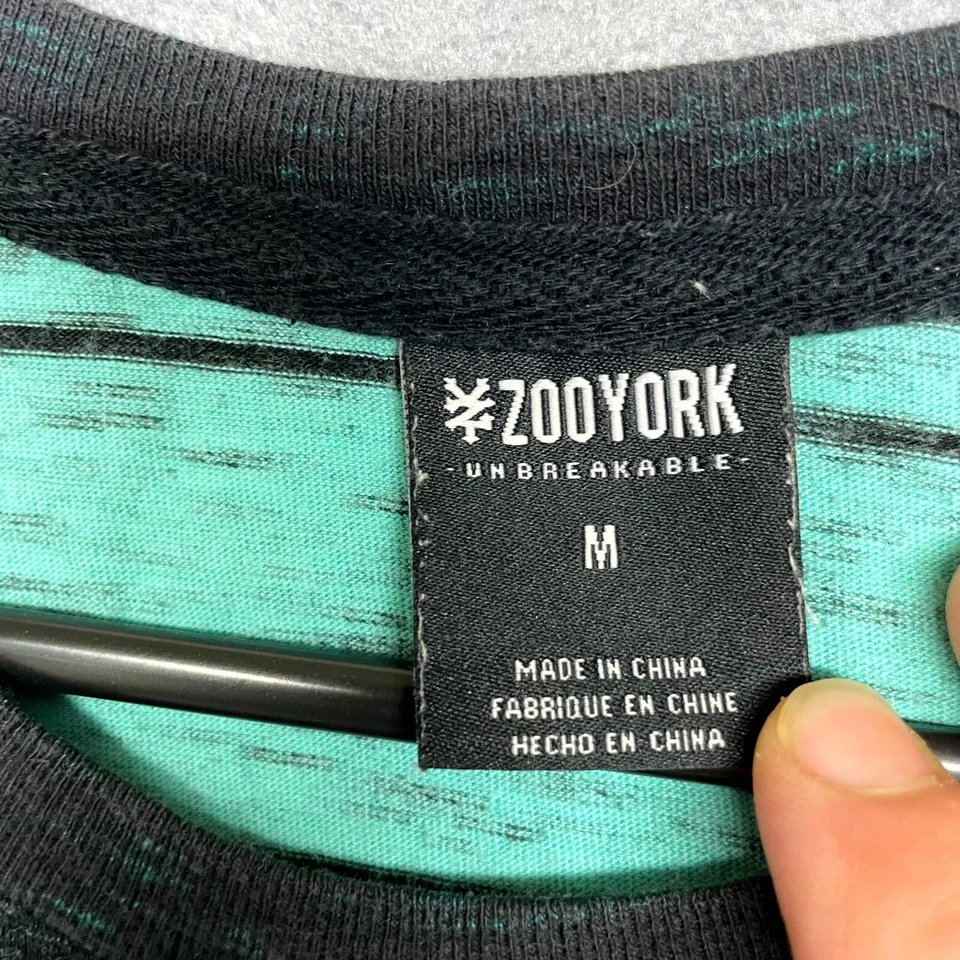 ZOOYORK
-UNBREAKABLE-
M
MADE IN CHINA
FABRIQUE EN CHINE
HECHO EN CHINA